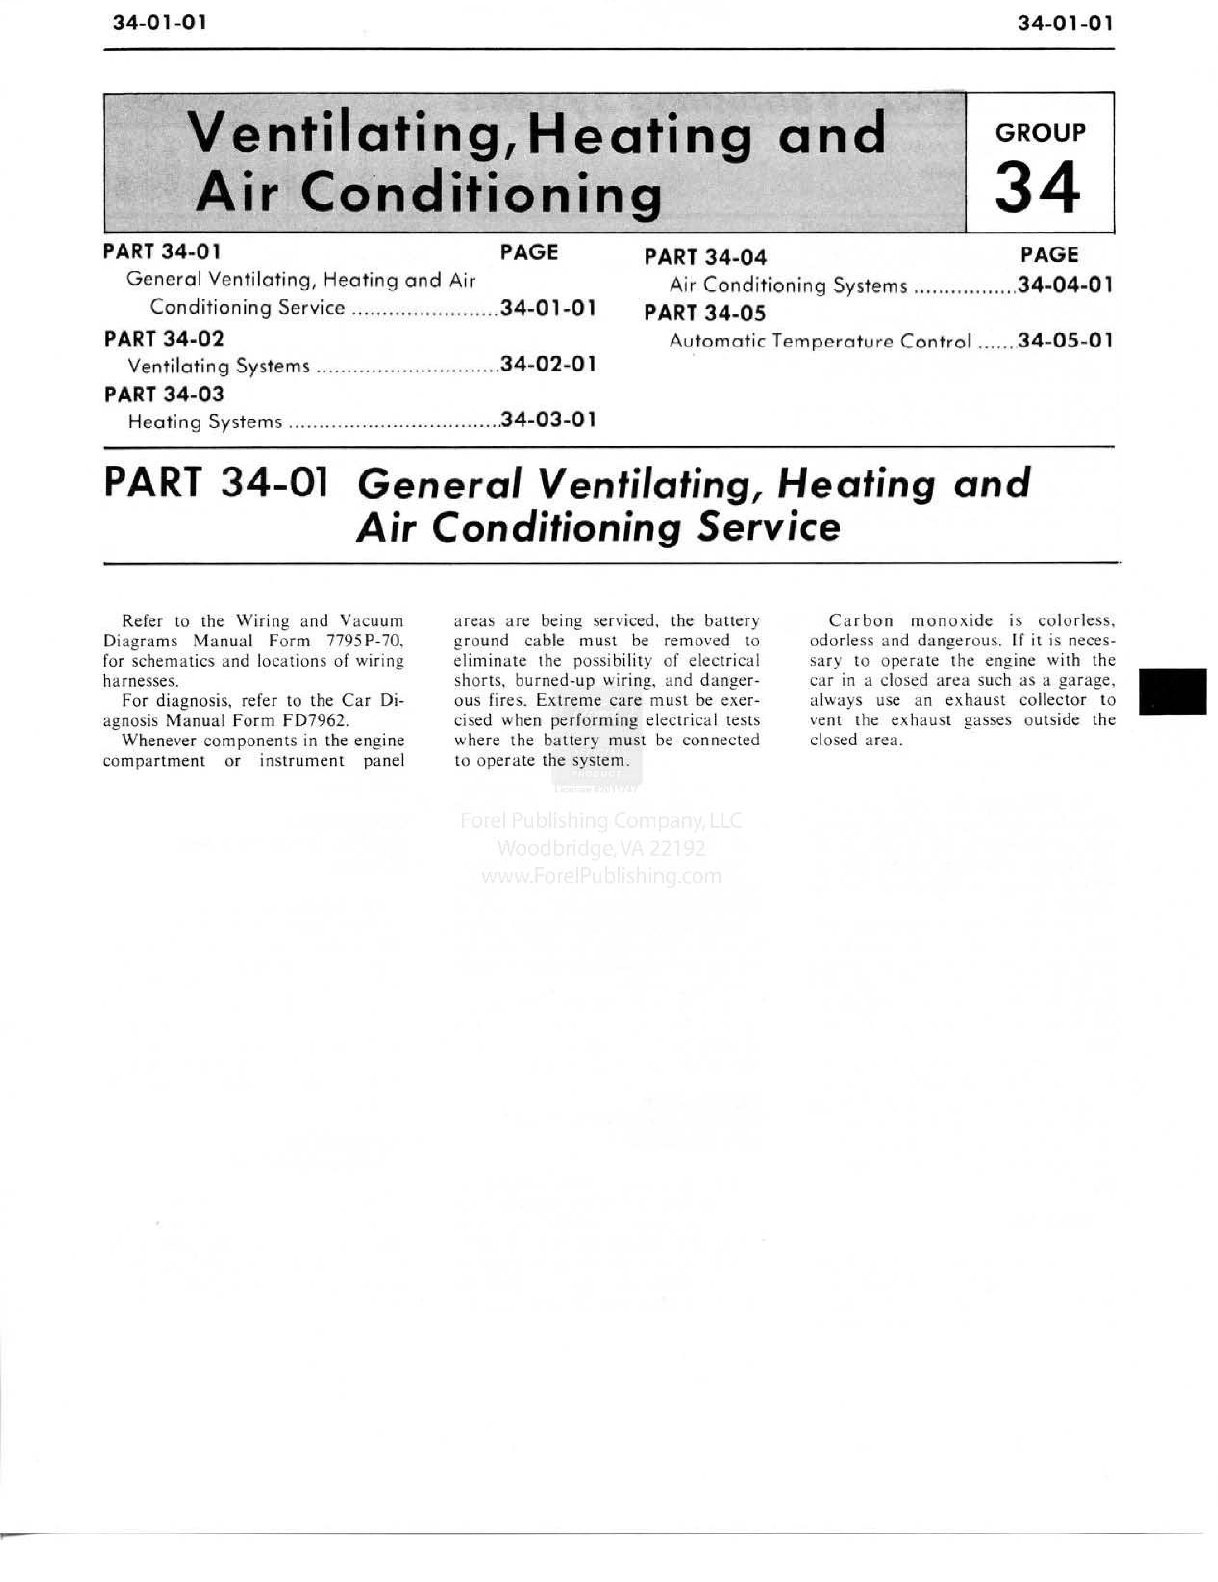 34-01-01
34-01-01
Ventilating, Heating and
Air Conditioning
GROUP
34
PART 34-01 PAGE
General Ventilating, Heating and Air
Conditioning Service ........................34-01-01
PART 34-02
Ventilating Systems ..............................34-02-01
PART 34-03
Heating Systems ...................................34-03-01
PART 34-04 PAGE
Air Conditioning Systems .................34-04-01
PART 34-05
Automatic Temperature Control ......34-05-01
PART 34-01 General Ventilating, Heating and
Air Conditioning Service
Refer to the Wiring and Vacuum
Diagrams Manual Form 7795P-70,
for schematics and locations of wiring
harnesses.
For diagnosis, refer to the Car Di-
agnosis Manual Form FD7962.
Whenever components in the engine
compartment or instrument panel
areas are being serviced, the battery
ground cable must be removed to
eliminate the possibility of electrical
shorts, burned-up wiring, and danger-
ous fires. Extreme care must be exer-
cised when performing electrical tests
where the battery must be connected
to operate the system.
Carbon monoxide is colorless,
odorless and dangerous. If it is neces-
sary to operate the engine with the
car in a closed area such as a garage,
always use an exhaust collector to
vent the exhaust gasses outside the
closed area.
PRODUCT
Forel Publishing Company, LLC
Woodbridge, VA 22192
www.ForelPublishing.com